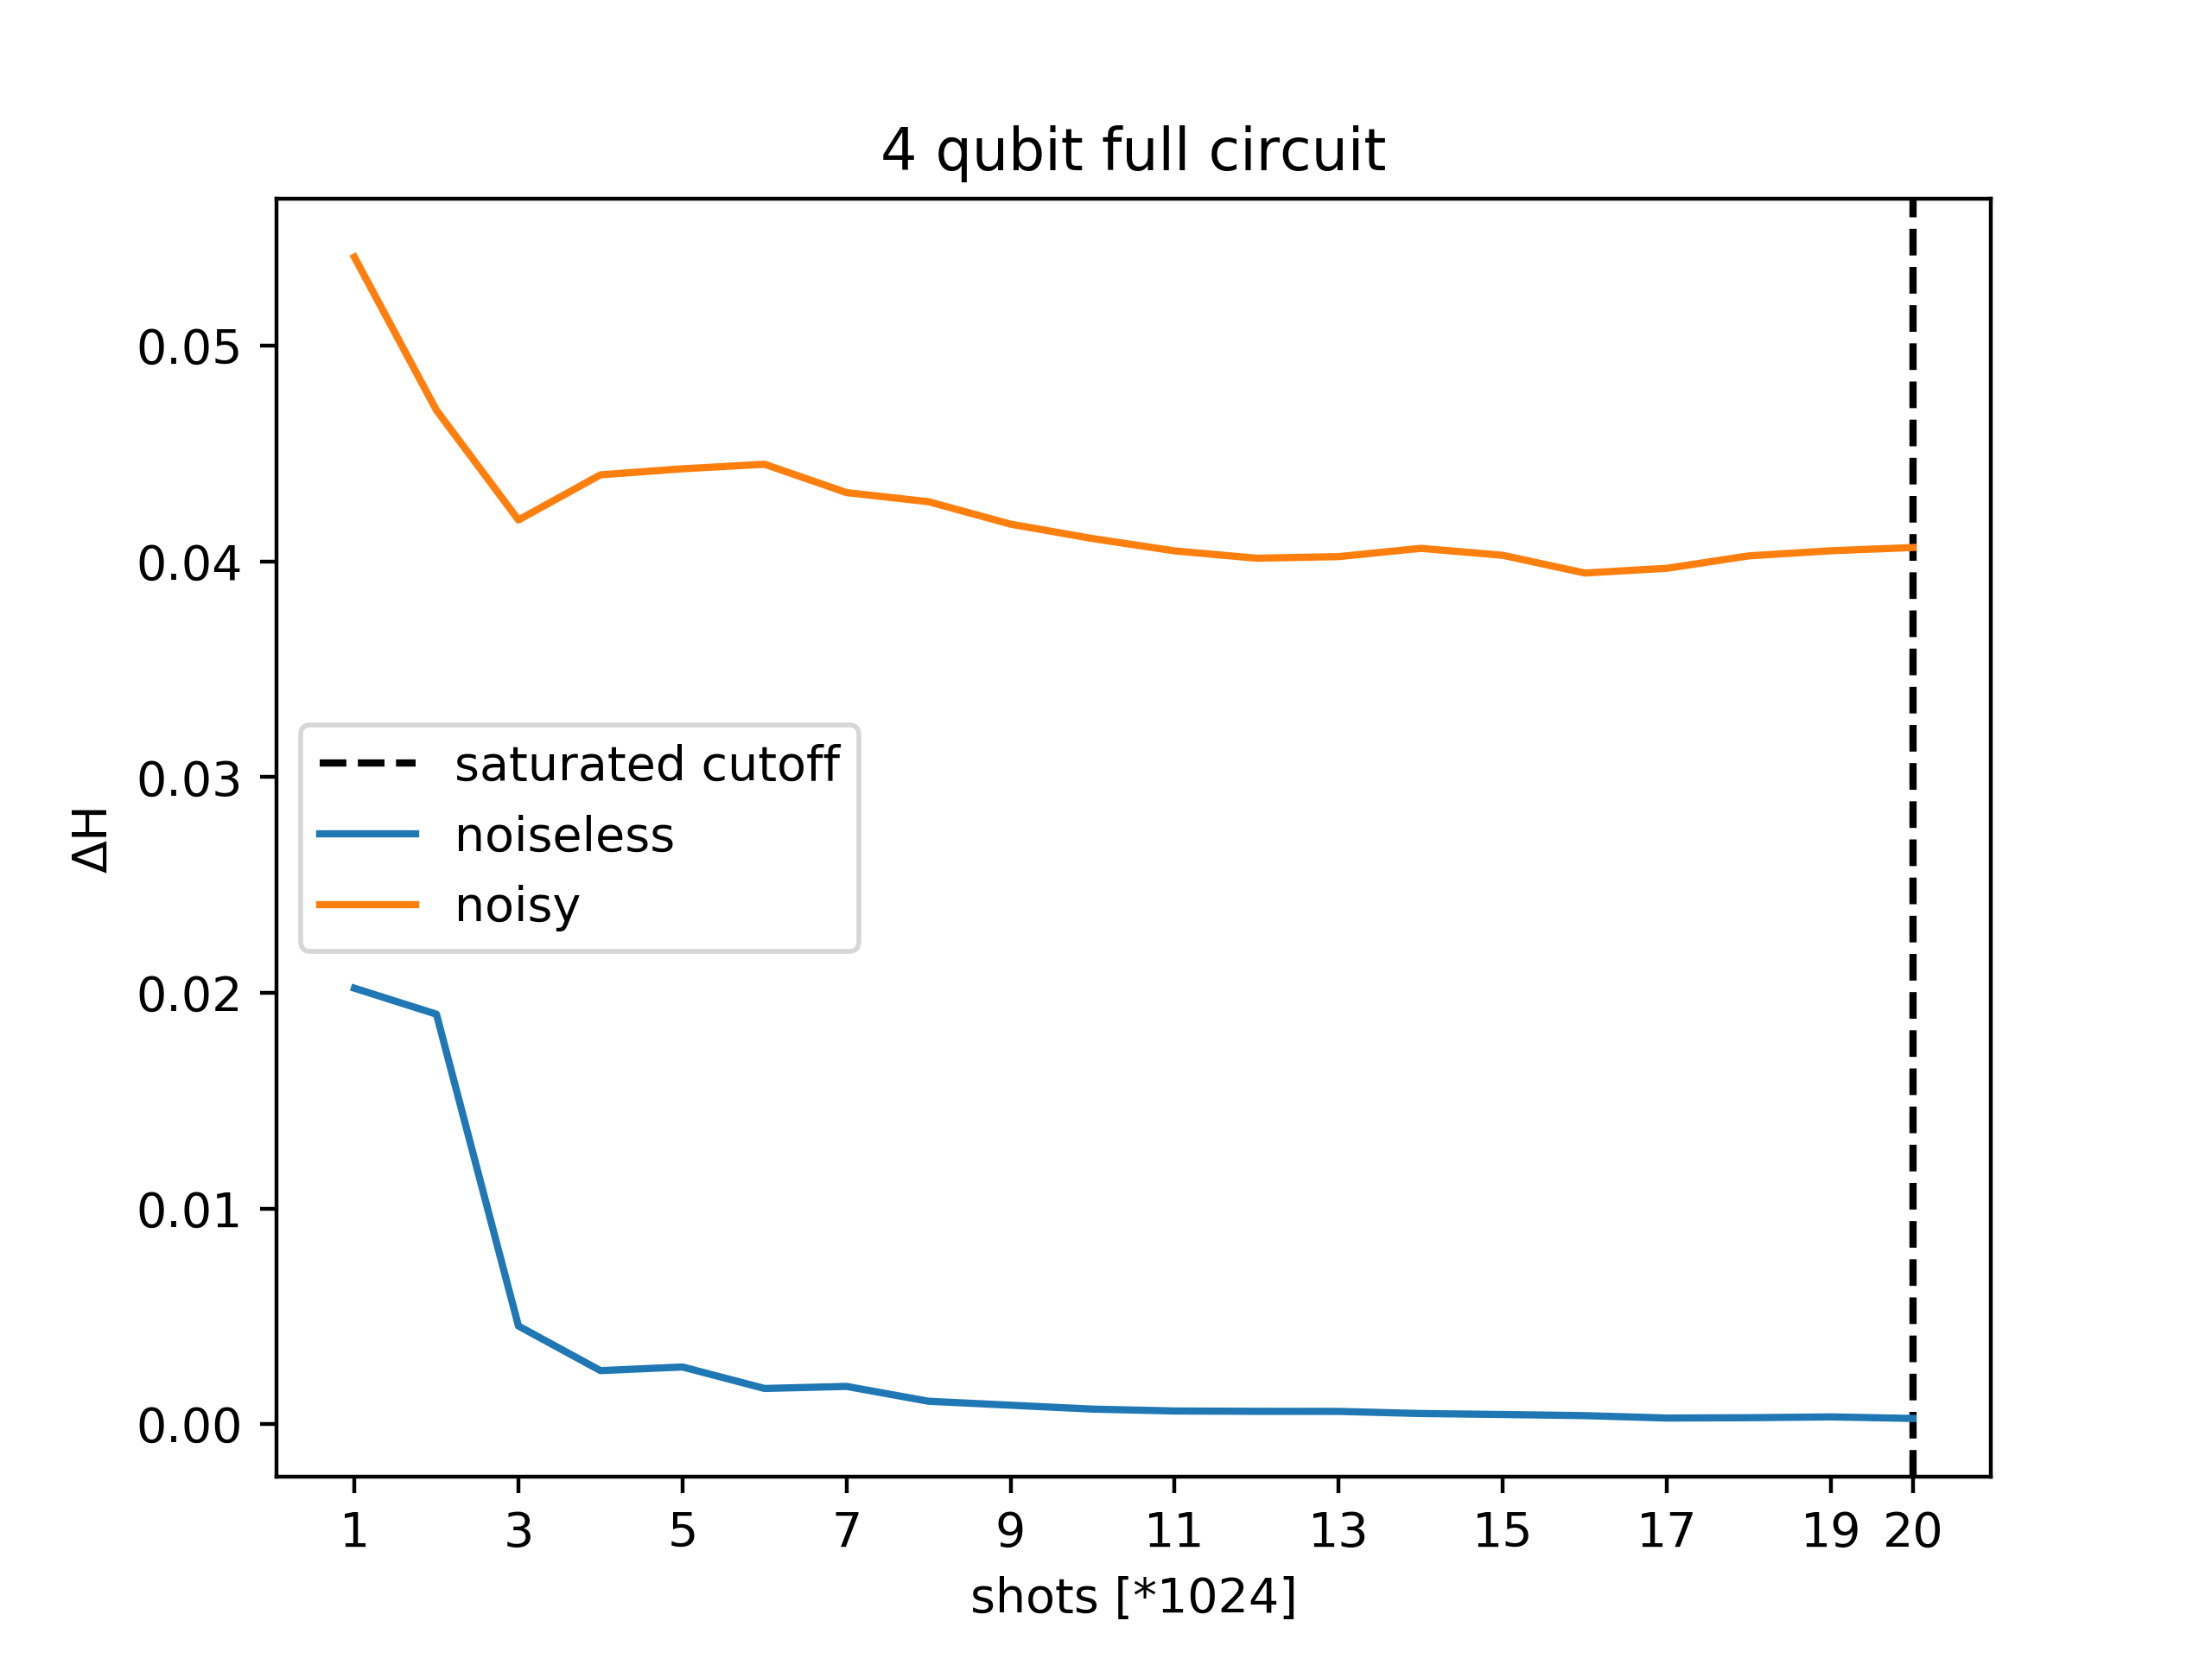 4 qubit full circuit
0.05
0.04
0.03
0.02
0.01
0.00
ΔH
saturated cutoff
noiseless
noisy
1 3 5 7 9 11 13 15 17 19 20
shots [*1024]